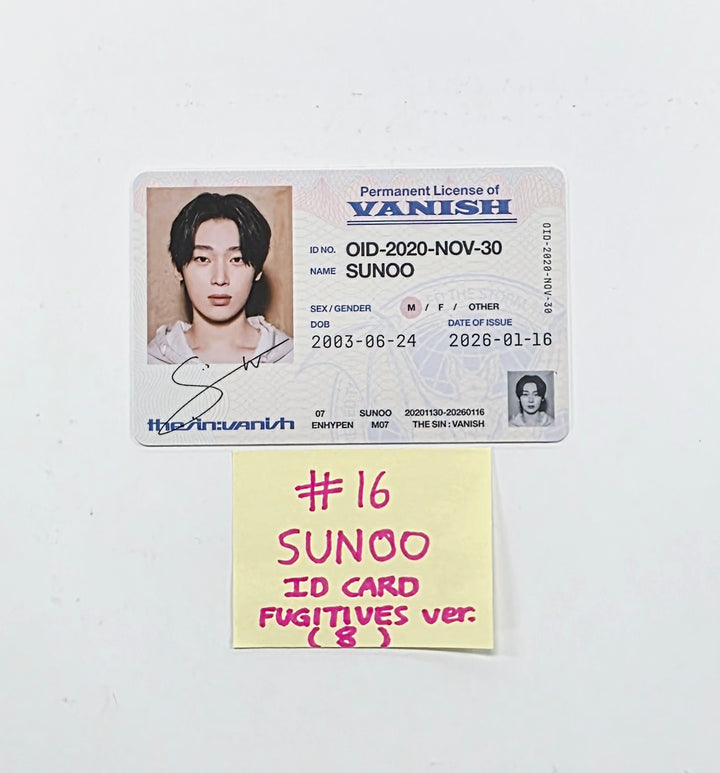 Permanent License of
VANISH
ID NO. OID-2020-NOV-30
NAME SUNOO
SEX / GENDER M / F / OTHER
DOB DATE OF ISSUE
2003-06-24 2026-01-16
OID-2020-NOV-30
07 SUNOO 20201130-20260116
ENHYPEN M07 THE SIN : VANISH
the sin:vanish
#16
SUNOO
ID CARD
FUGITIVES ver.
( 8 )